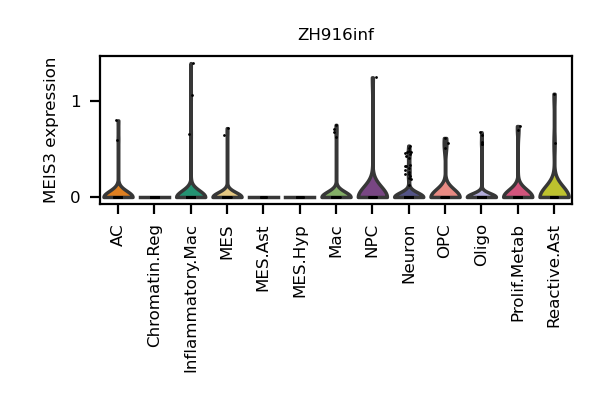 ZH916inf
MEIS3 expression
1
0
AC
Chromatin.Reg
Inflammatory.Mac
MES
MES.Ast
MES.Hyp
Mac
NPC
Neuron
OPC
Oligo
Prolif.Metab
Reactive.Ast